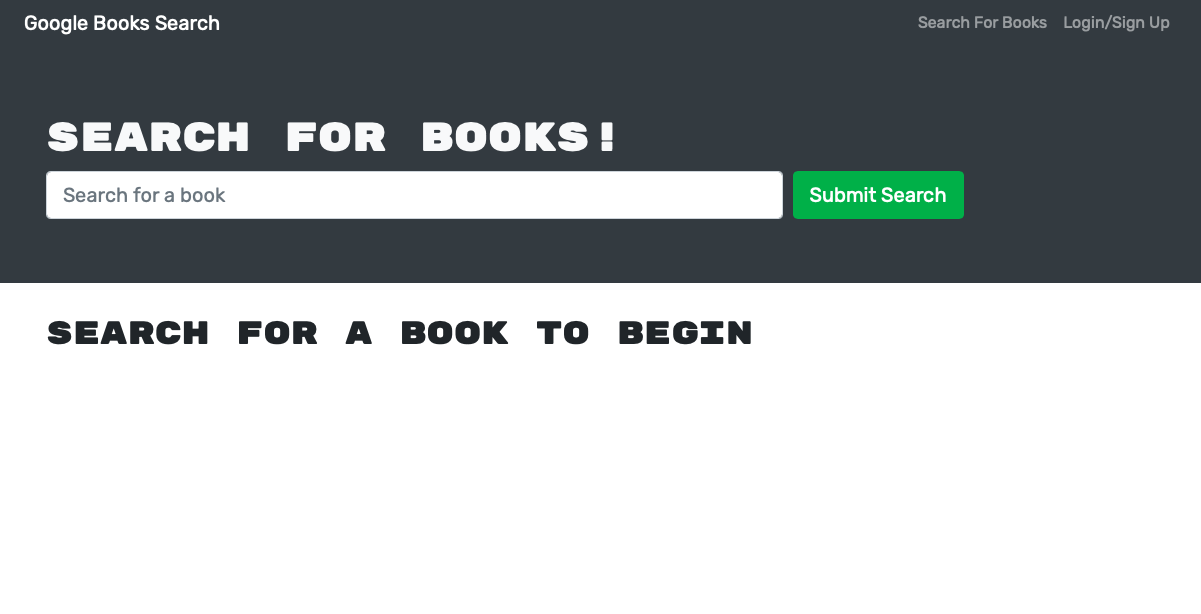 Google Books Search
Search For Books
Login/Sign Up
SEARCH FOR BOOKS!
Search for a book
Submit Search
SEARCH FOR A BOOK TO BEGIN